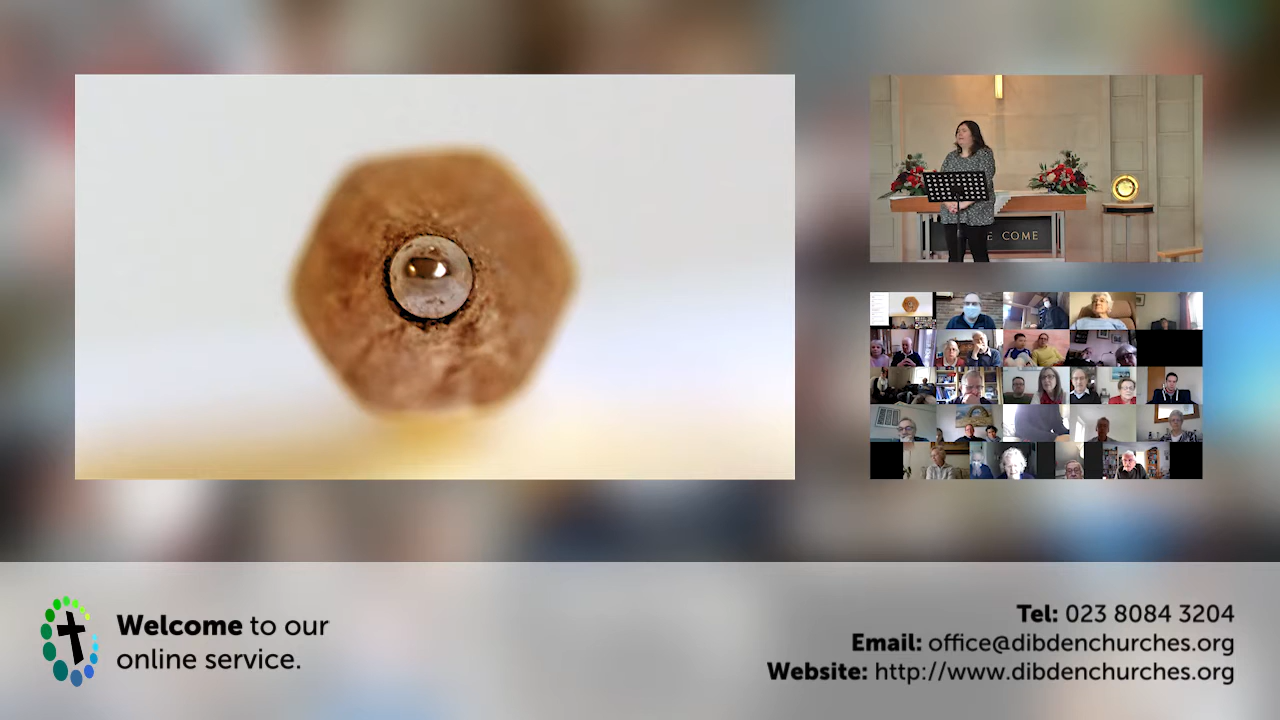 E COME
Welcome to our
online service.
Tel: 023 8084 3204
Email: office@dibdenchurches.org
Website: http://www.dibdenchurches.org